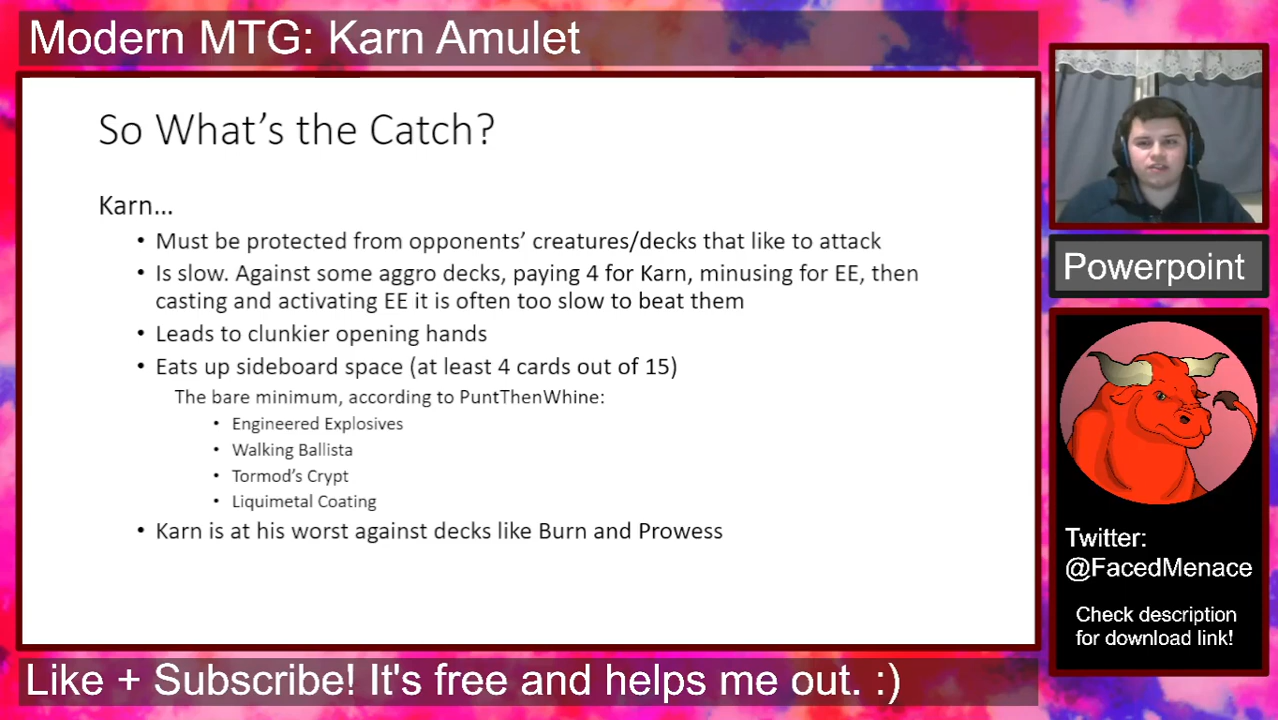 Modern MTG: Karn Amulet
So What's the Catch?
Karn…
• Must be protected from opponents' creatures/decks that like to attack
• Is slow. Against some aggro decks, paying 4 for Karn, minusing for EE, then
casting and activating EE it is often too slow to beat them
• Leads to clunkier opening hands
• Eats up sideboard space (at least 4 cards out of 15)
The bare minimum, according to PuntThenWhine:
• Engineered Explosives
• Walking Ballista
• Tormod's Crypt
• Liquimetal Coating
• Karn is at his worst against decks like Burn and Prowess
Powerpoint
Twitter:
@FacedMenace
Check description
for download link!
Like + Subscribe! It's free and helps me out. :)